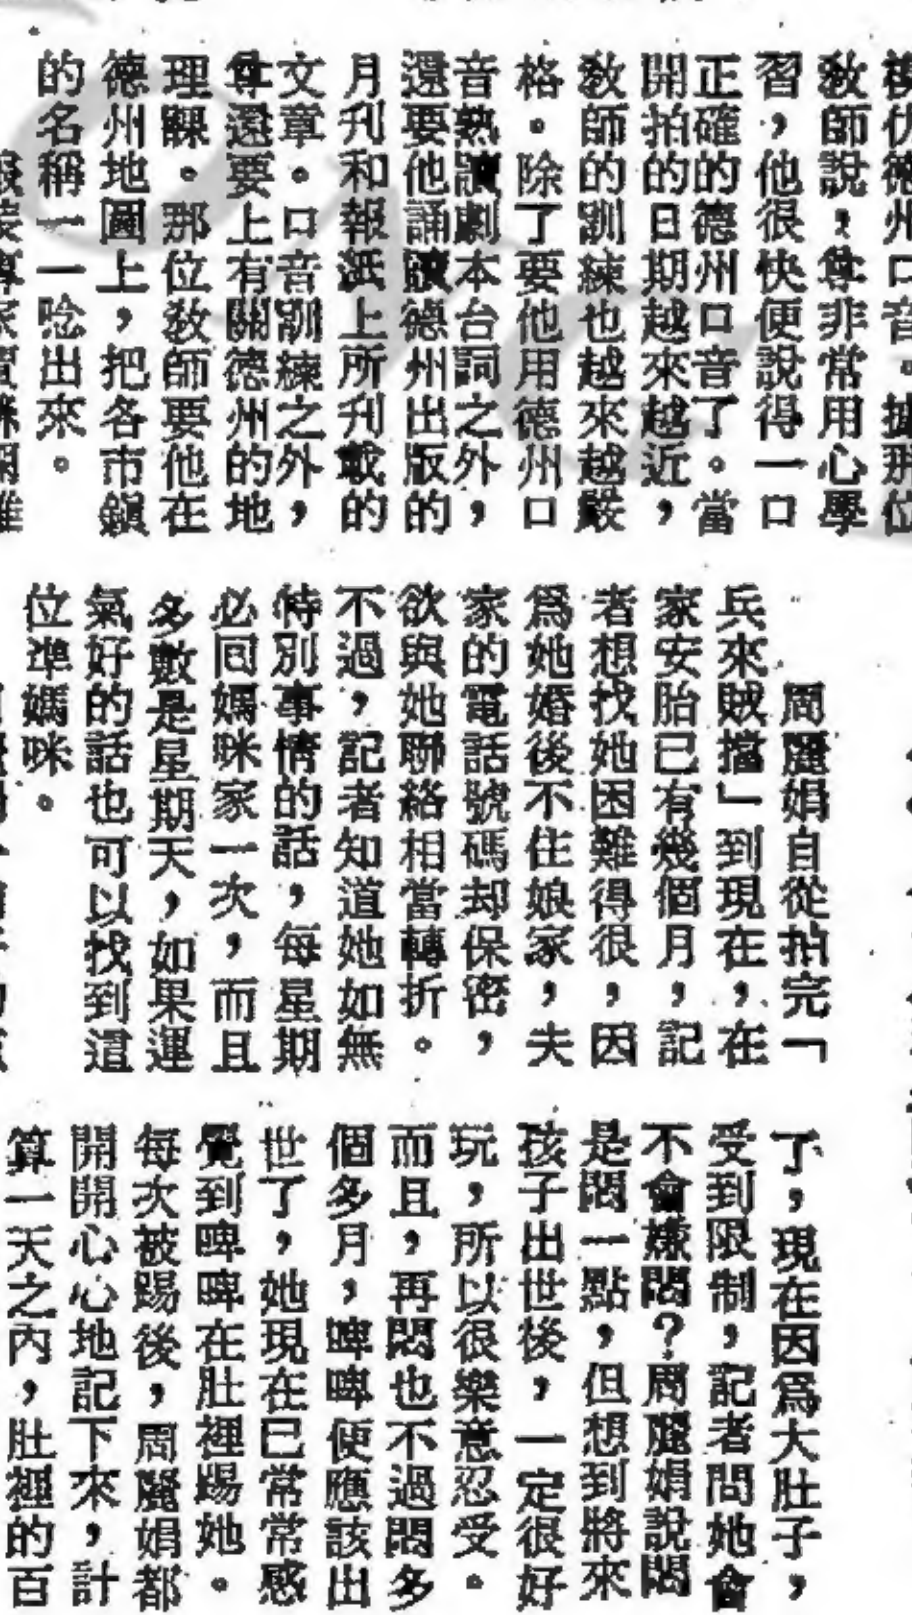 模仿德州口音。據那位
敎師說，尊非常用心學
習，他很快便說得一口
正確的德州口音了。當
開拍的日期越來越近，
敎師的訓練也越來越嚴
格。除了要他用德州口
音熟讀劇本台詞之外，
還要他誦讀德州出版的
月刋和報紙上所刋載的
文章。口音訓練之外，
尊還要上有關德州的地
理課。那位敎師要他在
德州地圖上，把各市鎭
的名稱一一唸出來。
周麗娟自從拍完「
兵來賊擋」到現在，在
家安胎已有幾個月，記
者想找她困難得很，因
爲她婚後不住娘家，夫
家的電話號碼却保密，
欲與她聯絡相當轉折。
不過，記者知道她如無
特別事情的話，每星期
必回媽咪家一次，而且
多數是星期天，如果運
氣好的話也可以找到這
位準媽咪。
了，現在因爲大肚子，
受到限制，記者問她會
不會嫌悶？周麗娟說悶
是悶一點，但想到將來
孩子出世後，一定很好
玩，所以很樂意忍受。
而且，再悶也不過悶多
個多月，啤啤便應該出
世了，她現在已常常感
覺到啤啤在肚裡踢她。
每次被踢後，周麗娟都
開開心心地記下來，計
算一天之內，肚裡的百